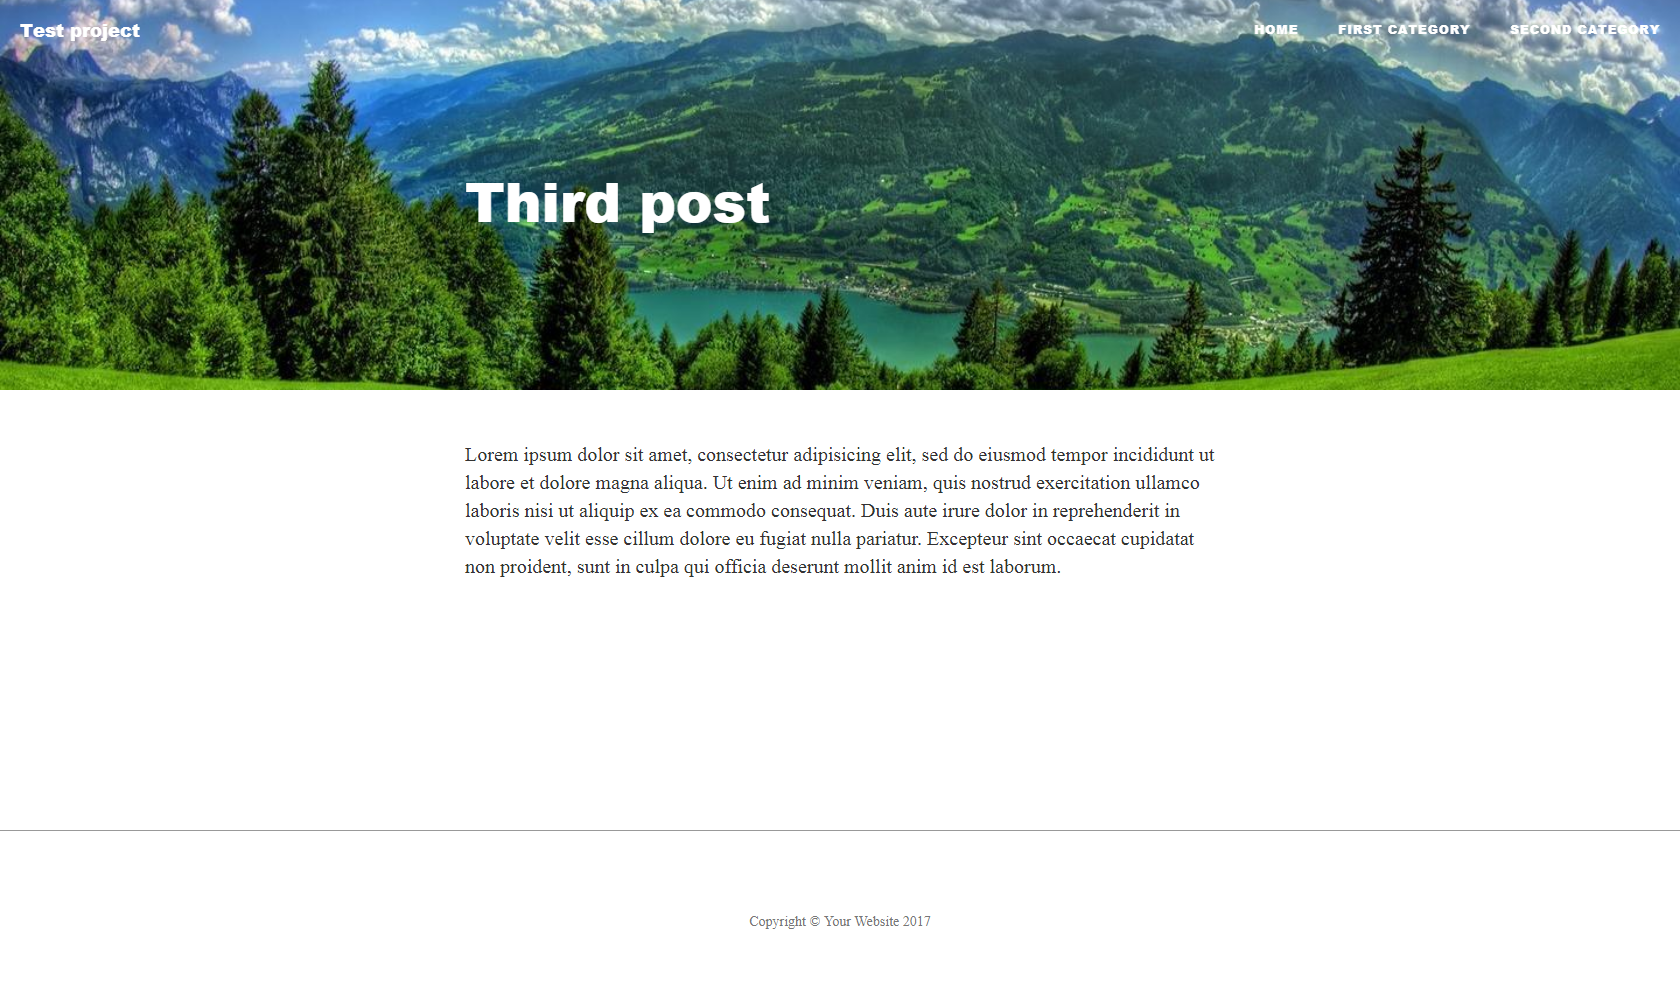 Test project
HOME FIRST CATEGORY SECOND CATEGORY
Third post
Lorem ipsum dolor sit amet, consectetur adipisicing elit, sed do eiusmod tempor incididunt ut
labore et dolore magna aliqua. Ut enim ad minim veniam, quis nostrud exercitation ullamco
laboris nisi ut aliquip ex ea commodo consequat. Duis aute irure dolor in reprehenderit in
voluptate velit esse cillum dolore eu fugiat nulla pariatur. Excepteur sint occaecat cupidatat
non proident, sunt in culpa qui officia deserunt mollit anim id est laborum.
Copyright © Your Website 2017